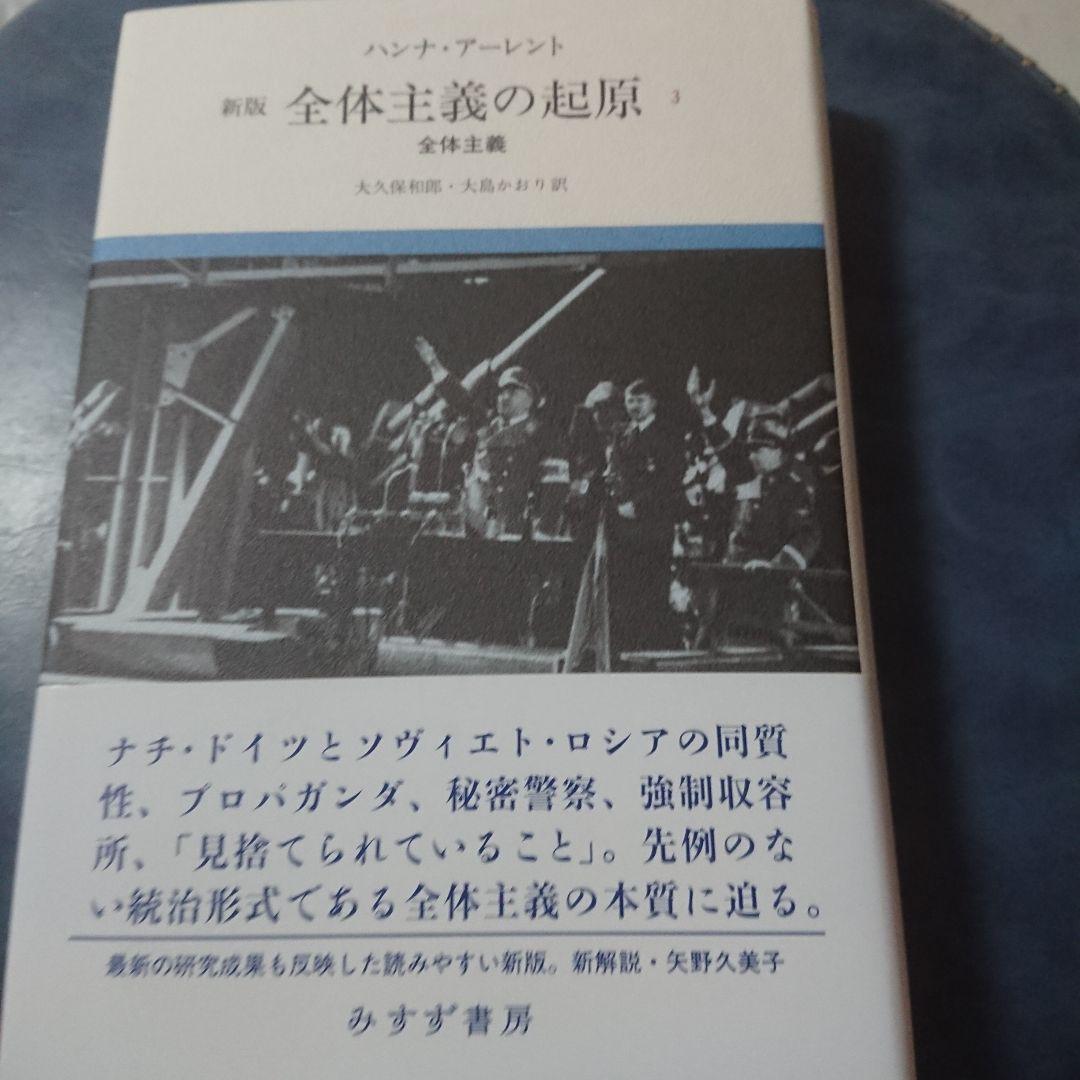 ハンナ・アーレント
新版 全体主義の起原 3
全体主義
大久保和郎・大島かおり訳
ナチ・ドイツとソヴィエト・ロシアの同質
性、プロパガンダ、秘密警察、強制収容
所、「見捨てられていること」。先例のな
い統治形式である全体主義の本質に迫る。
最新の研究成果も反映した読みやすい新版。新解説・矢野久美子
みすず書房